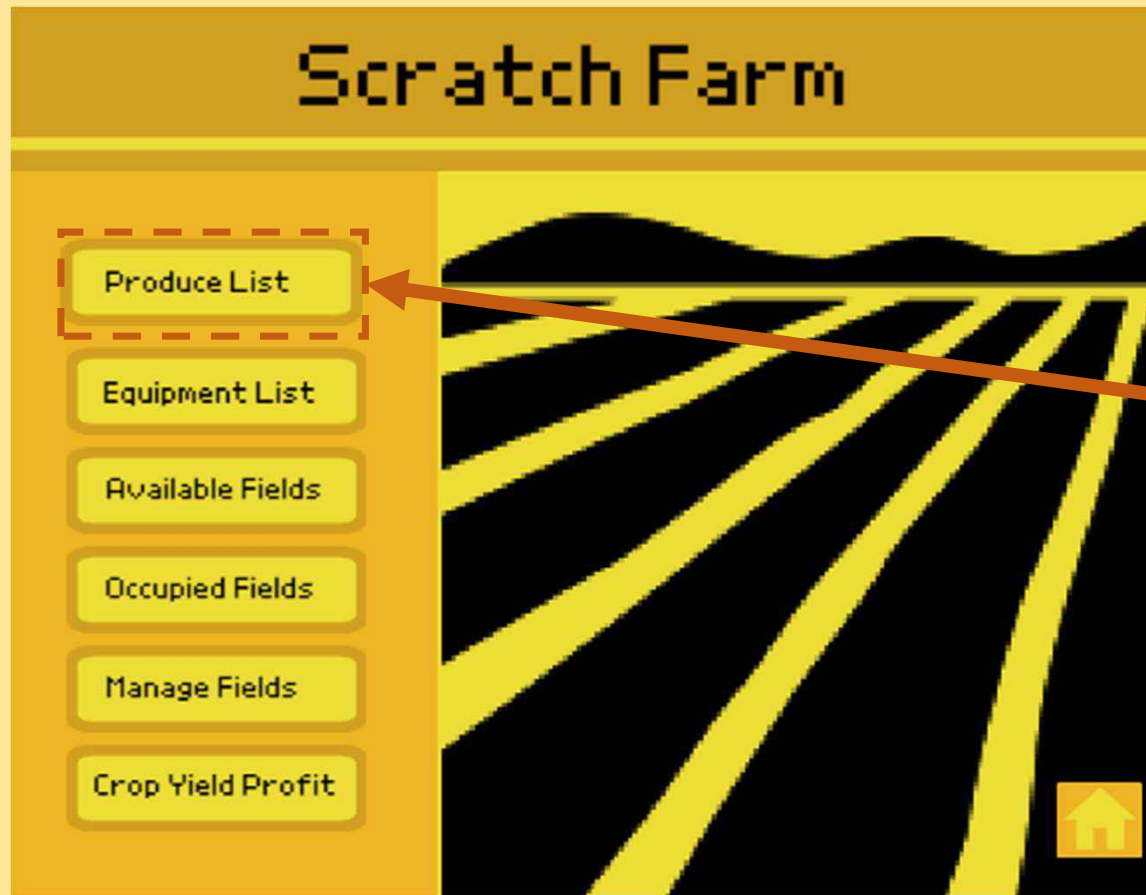 Scratch Farm
Produce List
Equipment List
Available Fields
Occupied Fields
Manage Fields
Crop Yield Profit